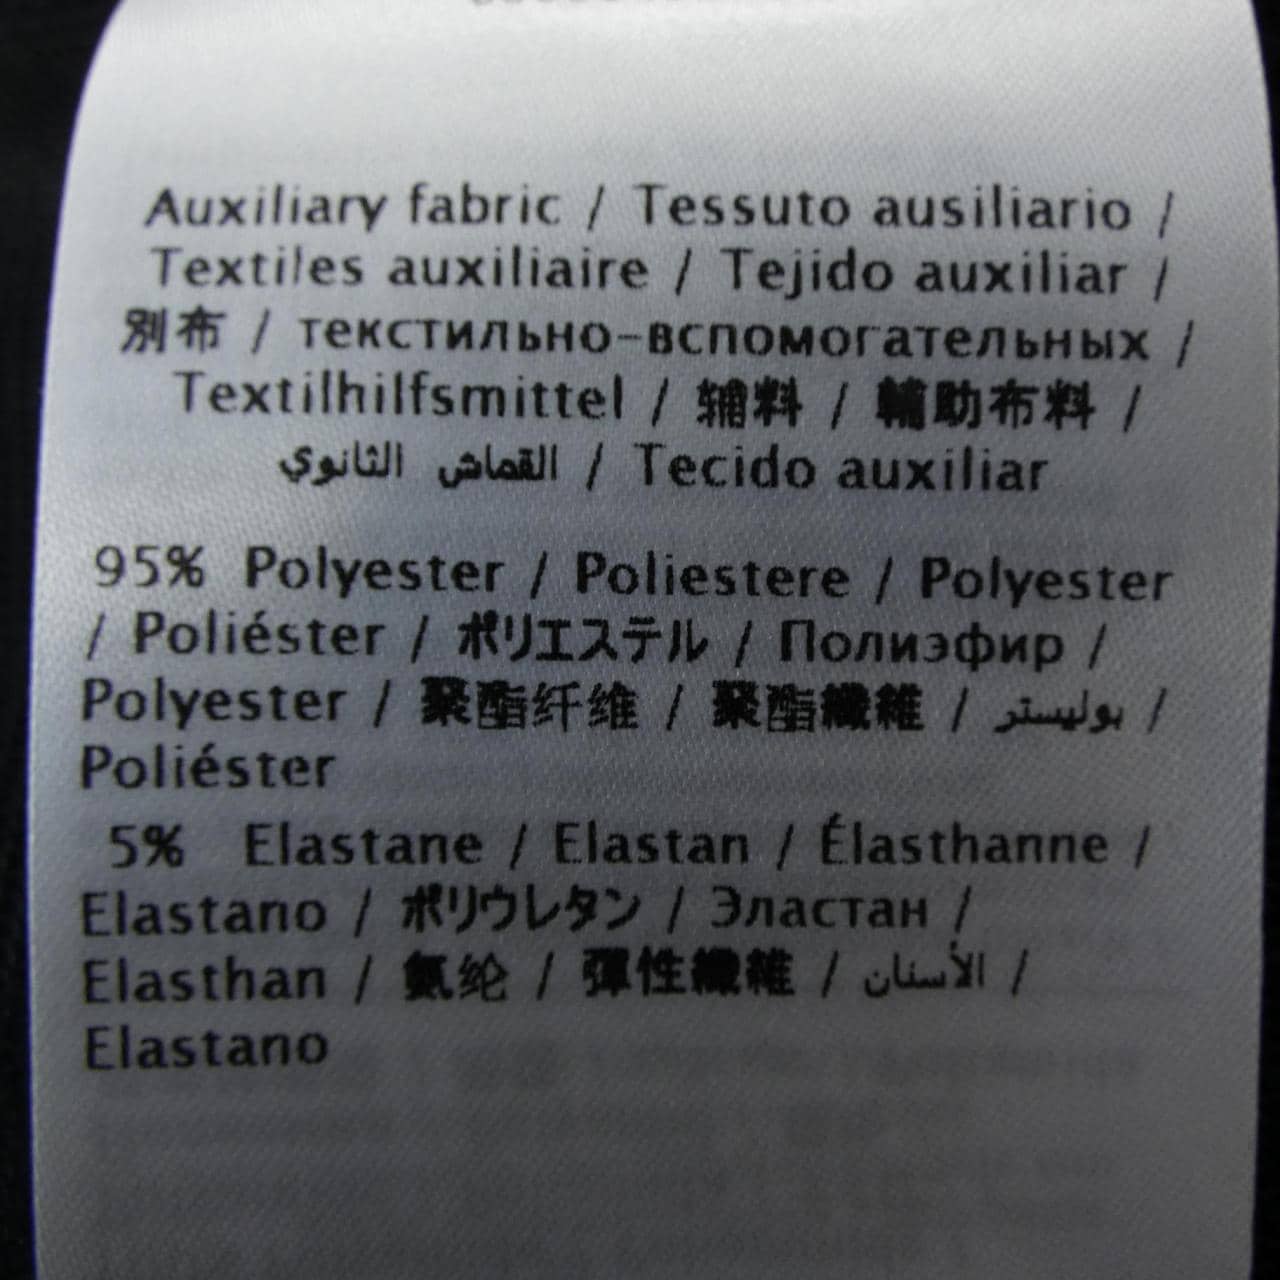 Auxiliary fabric / Tessuto ausiliario /
Textiles auxiliaire / Tejido auxiliar /
別布 / текстильно-вспомогательных /
Textilhilfsmittel / 辅料 / 輔助布料 /
القماش الثانوي / Tecido auxiliar
95% Polyester / Poliestere / Polyester
/ Poliéster / ポリエステル / Полиэфир /
Polyester / 聚酯纤维 / 聚酯纖維 / بوليستر /
Poliéster
5% Elastane / Elastan / Élasthanne /
Elastano / ポリウレタン / Эластан /
Elasthan / 氨纶 / 彈性纖維 / الأسنان /
Elastano